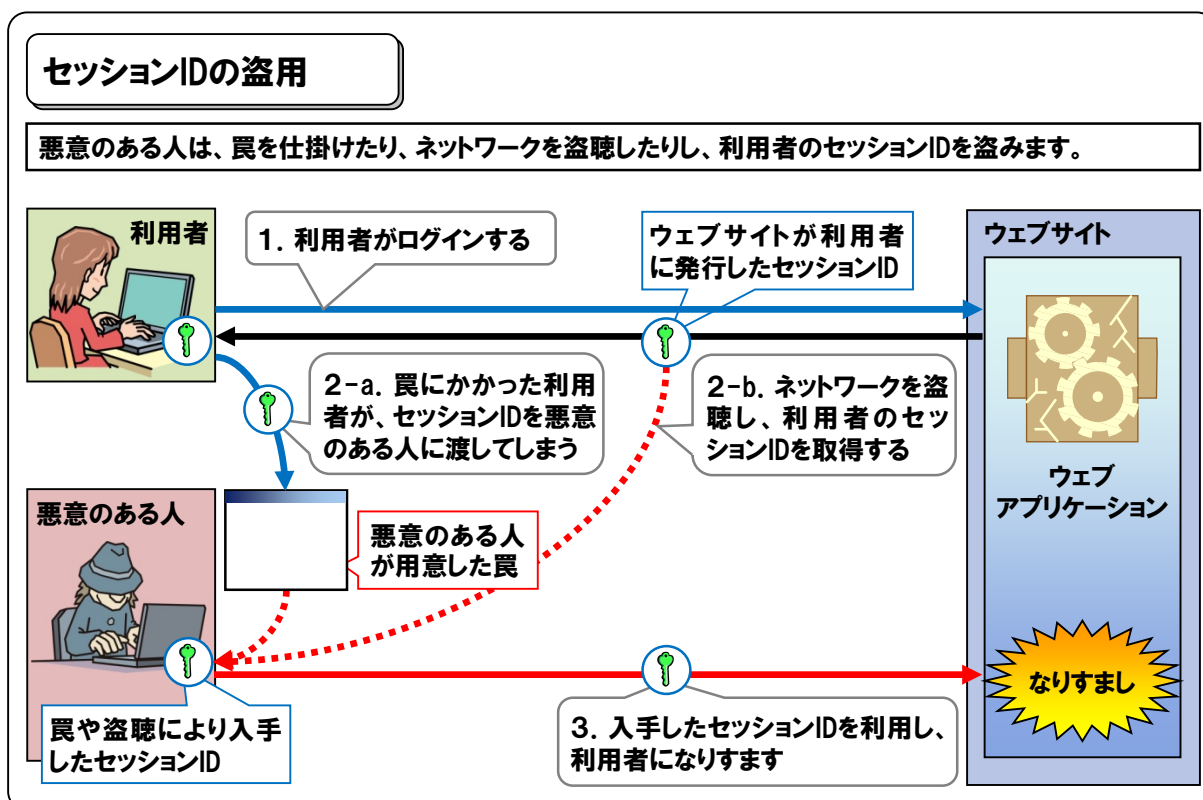 セッションIDの盗用
悪意のある人は、罠を仕掛けたり、ネットワークを盗聴したりし、利用者のセッションIDを盗みます。
利用者
1．利用者がログインする
ウェブサイトが利用者
に発行したセッションID
ウェブサイト
2-a．罠にかかった利用
者が、セッションIDを悪意
のある人に渡してしまう
2-b．ネットワークを盗
聴し、利用者のセッ
ションIDを取得する
ウェブ
アプリケーション
悪意のある人
悪意のある人
が用意した罠
なりすまし
罠や盗聴により入手
したセッションID
3．入手したセッションIDを利用し、
利用者になりすます